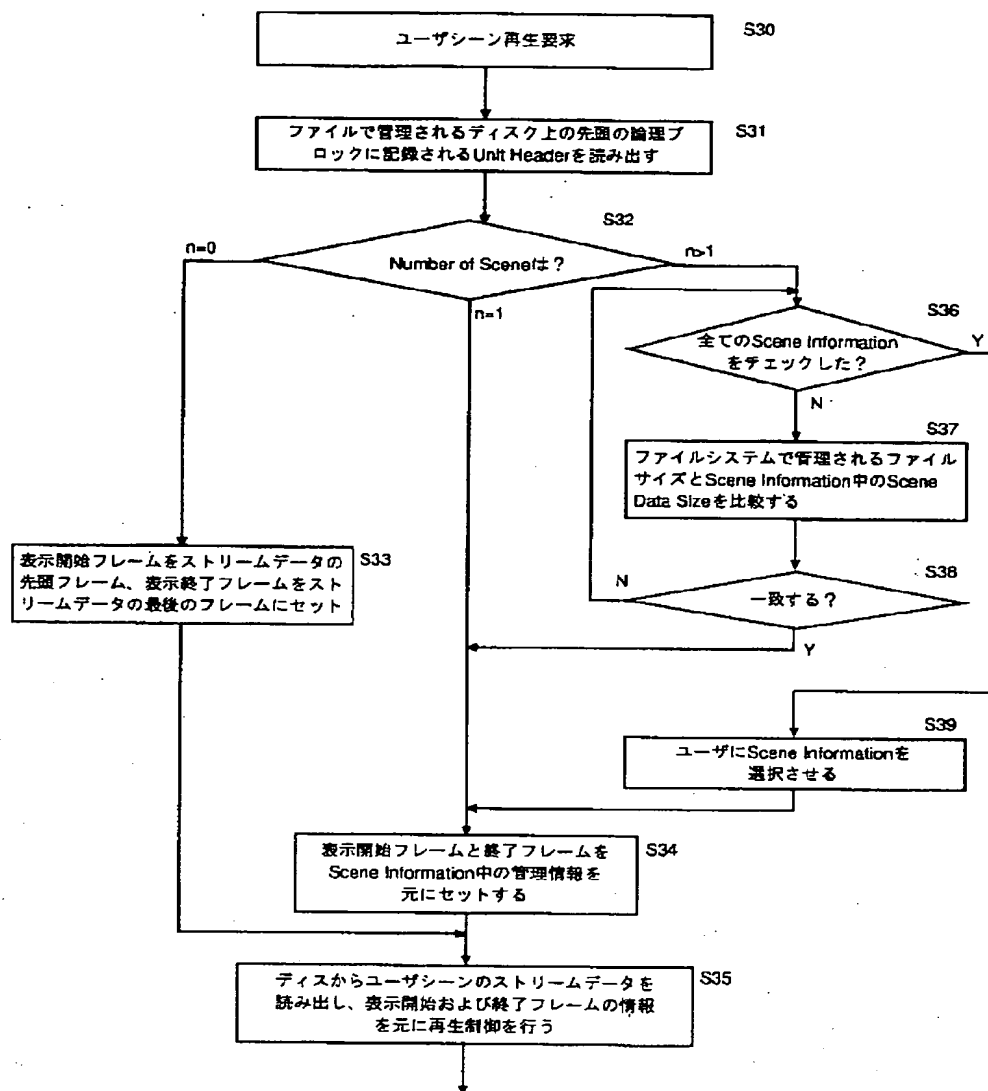 S30
ユーザシーン再生要求
S31
ファイルで管理されるディスク上の先頭の論理ブ
ロックに記録されるUnit Headerを読み出す
S32
n=0
Number of Sceneは？
n>1
n=1
S36
全てのScene Information
をチェックした？
Y
N
S37
ファイルシステムで管理されるファイル
サイズとScene Information中のScene
Data Sizeを比較する
S38
N
一致する？
Y
S33
表示開始フレームをストリームデータの
先頭フレーム、表示終了フレームをスト
リームデータの最後のフレームにセット
S39
ユーザにScene Informationを
選択させる
S34
表示開始フレームと終了フレームを
Scene Information中の管理情報を
元にセットする
S35
ディスからユーザシーンのストリームデータを
読み出し、表示開始および終了フレームの情報
を元に再生制御を行う